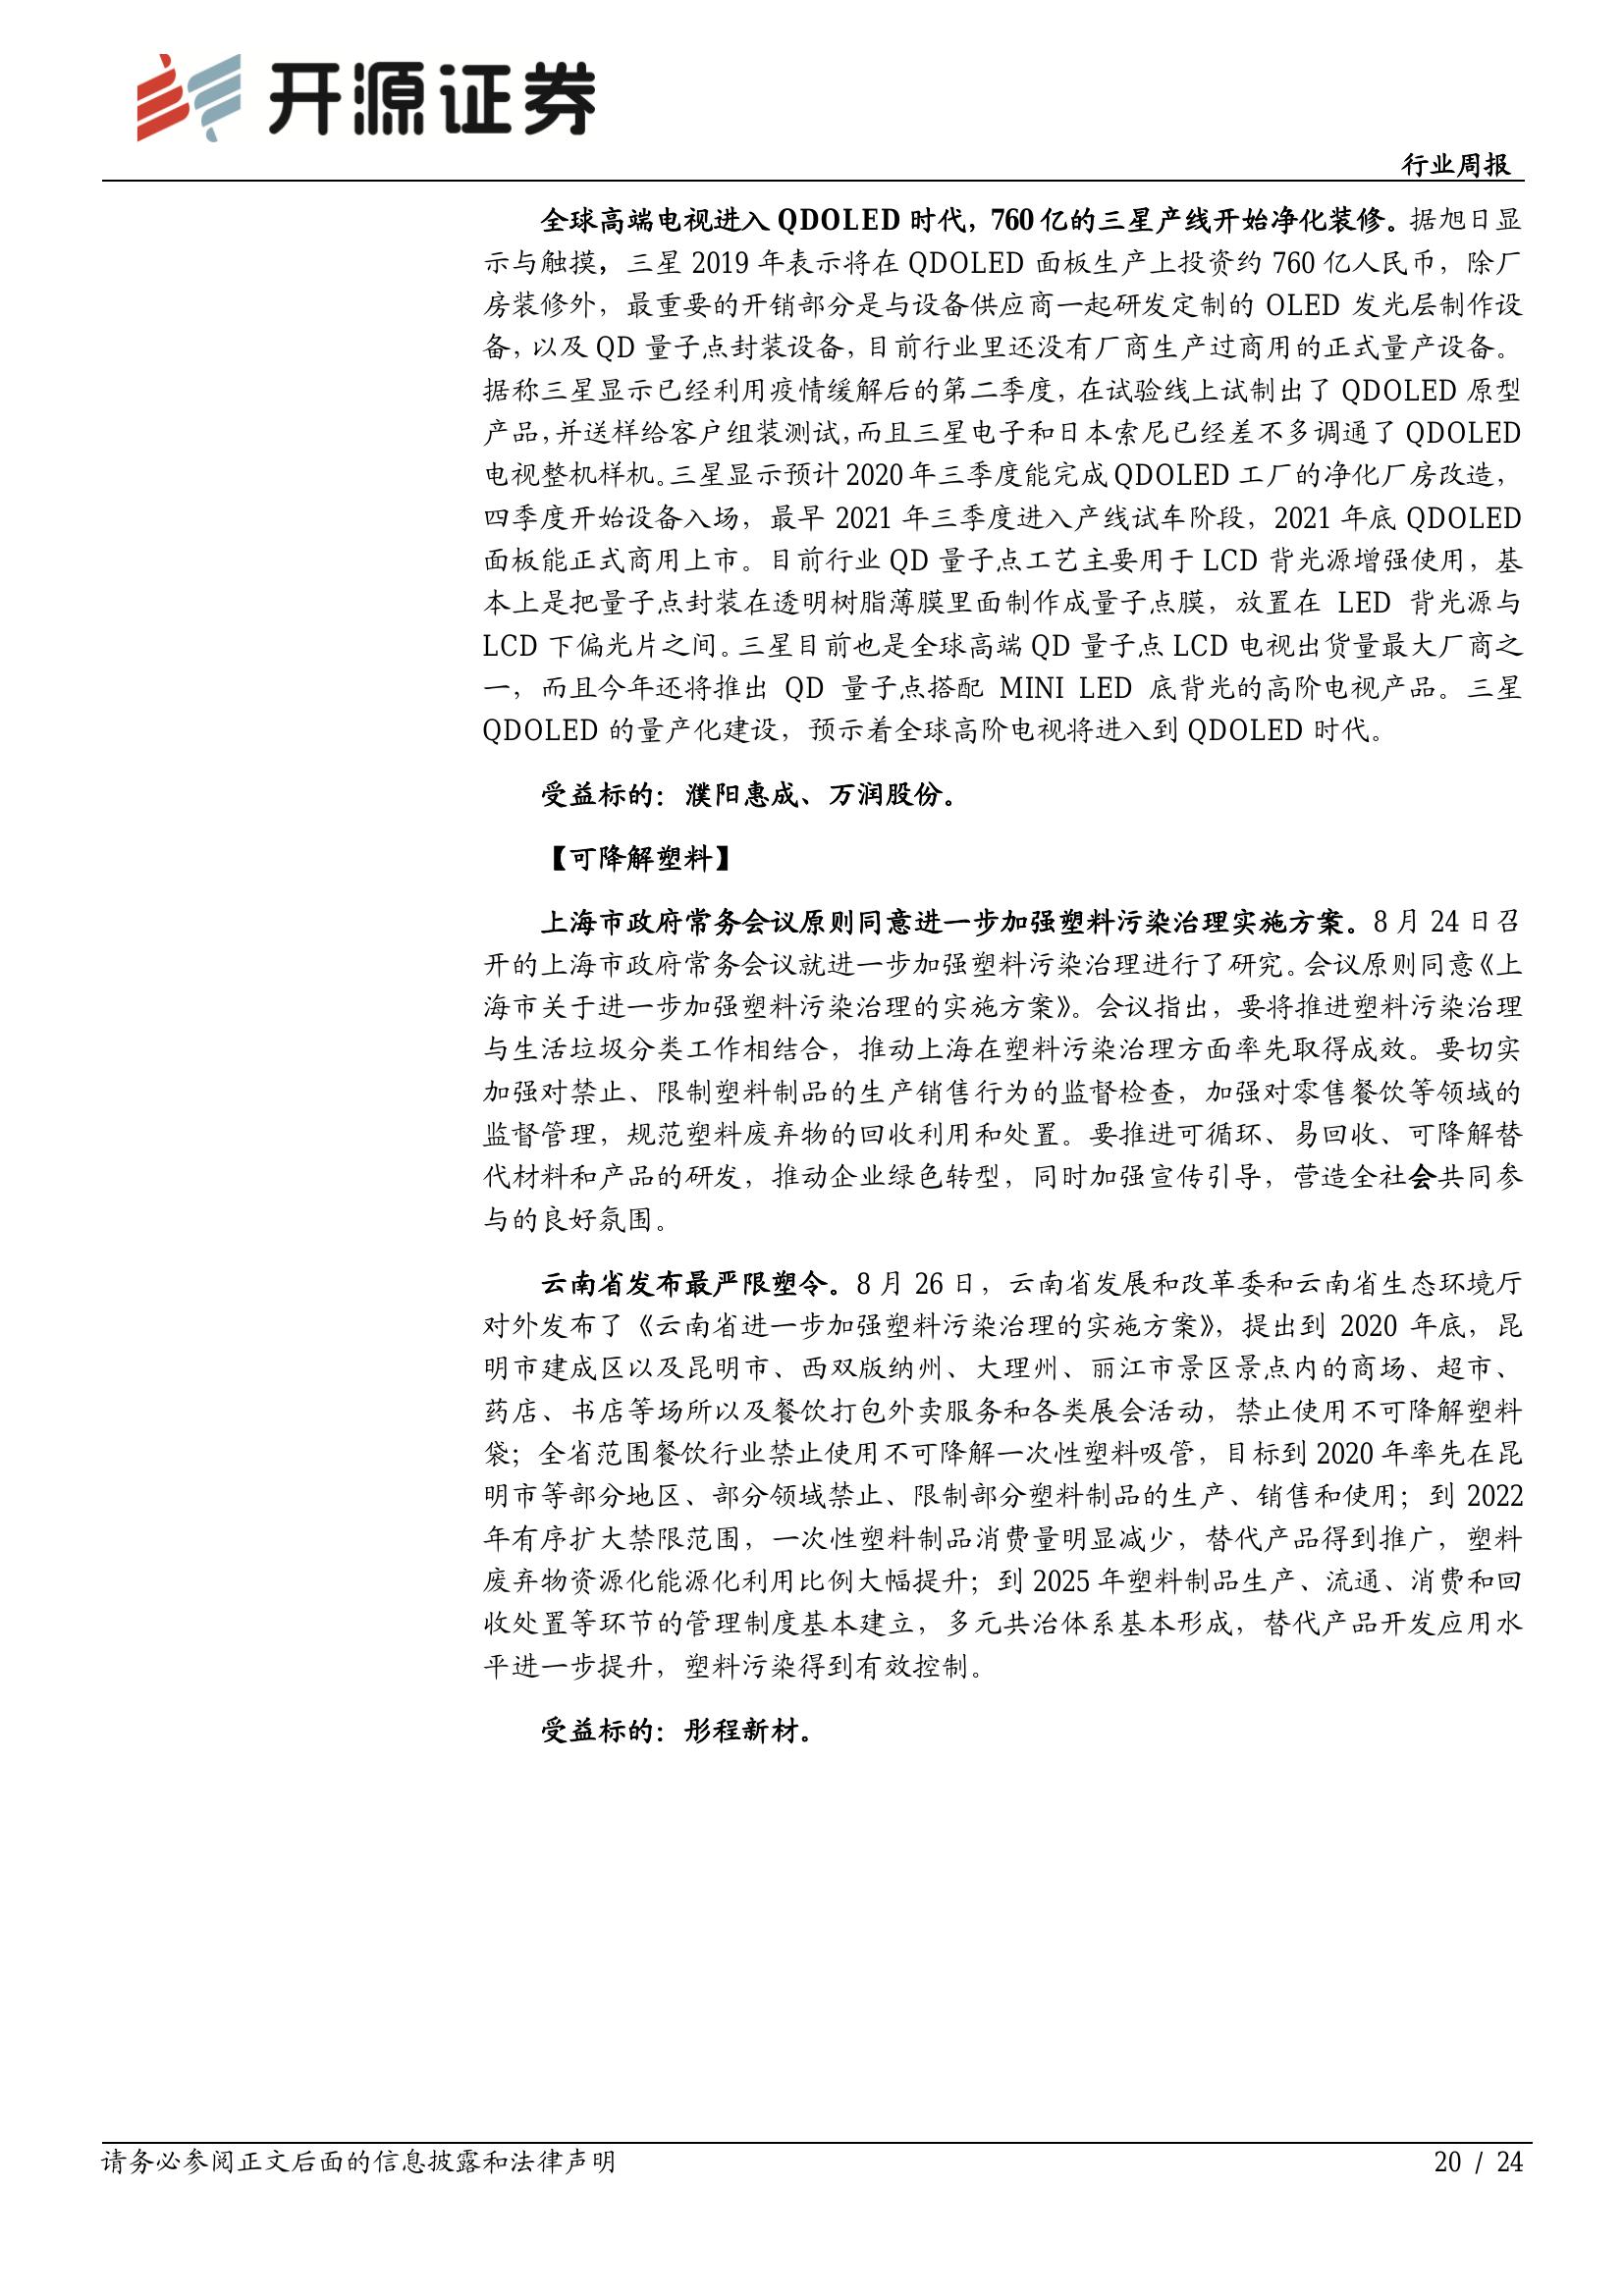 开源证券
行业周报
全球高端电视进入 QDOLED 时代，760 亿的三星产线开始净化装修。据旭日显
示与触摸，三星 2019 年表示将在 QDOLED 面板生产上投资约 760 亿人民币，除厂
房装修外，最重要的开销部分是与设备供应商一起研发定制的 OLED 发光层制作设
备，以及 QD 量子点封装设备，目前行业里还没有厂商生产过商用的正式量产设备。
据称三星显示已经利用疫情缓解后的第二季度，在试验线上试制出了 QDOLED 原型
产品，并送样给客户组装测试，而且三星电子和日本索尼已经差不多调通了 QDOLED
电视整机样机。三星显示预计 2020 年三季度能完成 QDOLED 工厂的净化厂房改造，
四季度开始设备入场，最早 2021 年三季度进入产线试车阶段，2021 年底 QDOLED
面板能正式商用上市。目前行业 QD 量子点工艺主要用于 LCD 背光源增强使用，基
本上是把量子点封装在透明树脂薄膜里面制作成量子点膜，放置在 LED 背光源与
LCD 下偏光片之间。三星目前也是全球高端 QD 量子点 LCD 电视出货量最大厂商之
一，而且今年还将推出 QD 量子点搭配 MINI LED 底背光的高阶电视产品。三星
QDOLED 的量产化建设，预示着全球高阶电视将进入到 QDOLED 时代。
受益标的：濮阳惠成、万润股份。
【可降解塑料】
上海市政府常务会议原则同意进一步加强塑料污染治理实施方案。8 月 24 日召
开的上海市政府常务会议就进一步加强塑料污染治理进行了研究。会议原则同意《上
海市关于进一步加强塑料污染治理的实施方案》。会议指出，要将推进塑料污染治理
与生活垃圾分类工作相结合，推动上海在塑料污染治理方面率先取得成效。要切实
加强对禁止、限制塑料制品的生产销售行为的监督检查，加强对零售餐饮等领域的
监督管理，规范塑料废弃物的回收利用和处置。要推进可循环、易回收、可降解替
代材料和产品的研发，推动企业绿色转型，同时加强宣传引导，营造全社会共同参
与的良好氛围。
云南省发布最严限塑令。8 月 26 日，云南省发展和改革委和云南省生态环境厅
对外发布了《云南省进一步加强塑料污染治理的实施方案》，提出到 2020 年底，昆
明市建成区以及昆明市、西双版纳州、大理州、丽江市景区景点内的商场、超市、
药店、书店等场所以及餐饮打包外卖服务和各类展会活动，禁止使用不可降解塑料
袋；全省范围餐饮行业禁止使用不可降解一次性塑料吸管，目标到 2020 年率先在昆
明市等部分地区、部分领域禁止、限制部分塑料制品的生产、销售和使用；到 2022
年有序扩大禁限范围，一次性塑料制品消费量明显减少，替代产品得到推广，塑料
废弃物资源化能源化利用比例大幅提升；到 2025 年塑料制品生产、流通、消费和回
收处置等环节的管理制度基本建立，多元共治体系基本形成，替代产品开发应用水
平进一步提升，塑料污染得到有效控制。
受益标的：彤程新材。
请务必参阅正文后面的信息披露和法律声明
20 / 24